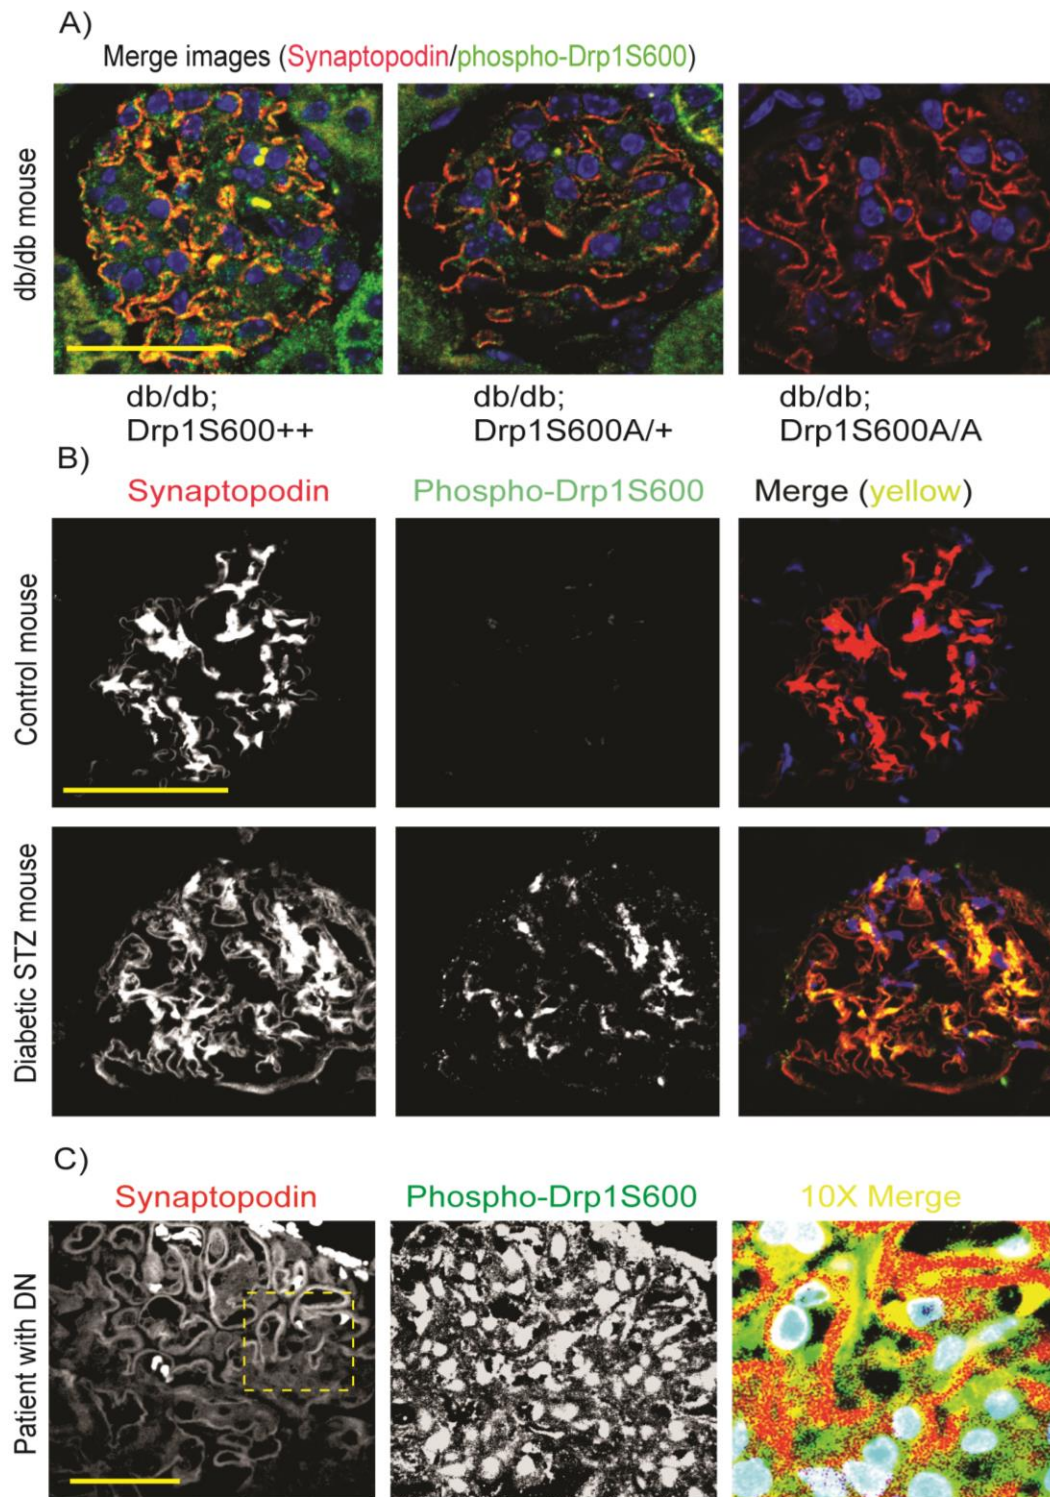 A)
Merge images (Synaptopodin/phospho-Drp1S600)
db/db mouse
db/db;
Drp1S600++
db/db;
Drp1S600A/+
db/db;
Drp1S600A/A
B)
Synaptopodin
Phospho-Drp1S600
Merge (yellow)
Control mouse
Diabetic STZ mouse
C)
Synaptopodin
Phospho-Drp1S600
10X Merge
Patient with DN